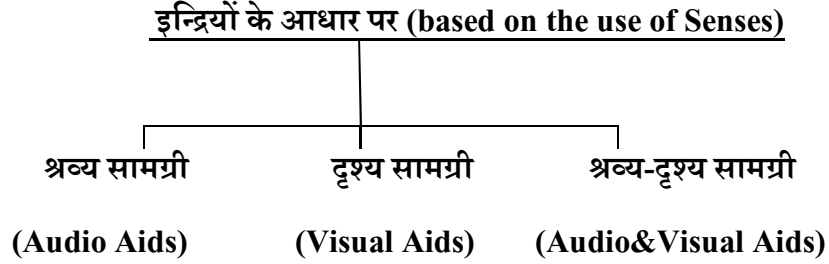 इन्द्रियों के आधार पर (based on the use of Senses)
श्रव्य सामग्री दृश्य सामग्री श्रव्य-दृश्य सामग्री
(Audio Aids) (Visual Aids) (Audio&Visual Aids)